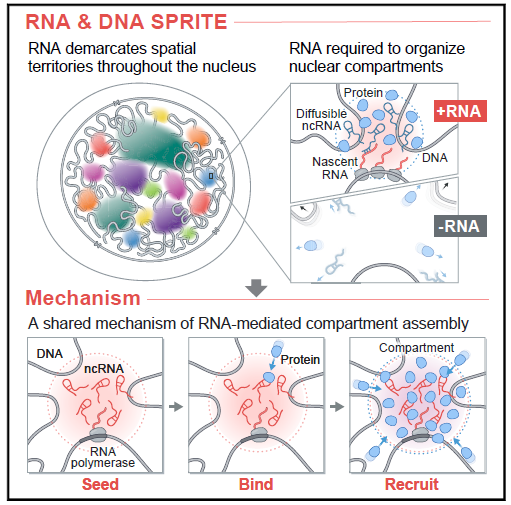 RNA & DNA SPRITE
RNA demarcates spatial
territories throughout the nucleus
RNA required to organize
nuclear compartments
Protein
Diffusible
ncRNA
+RNA
Nascent
RNA
DNA
-RNA
Mechanism
A shared mechanism of RNA-mediated compartment assembly
DNA
ncRNA
RNA
polymerase
Seed
Protein
Bind
Compartment
Recruit